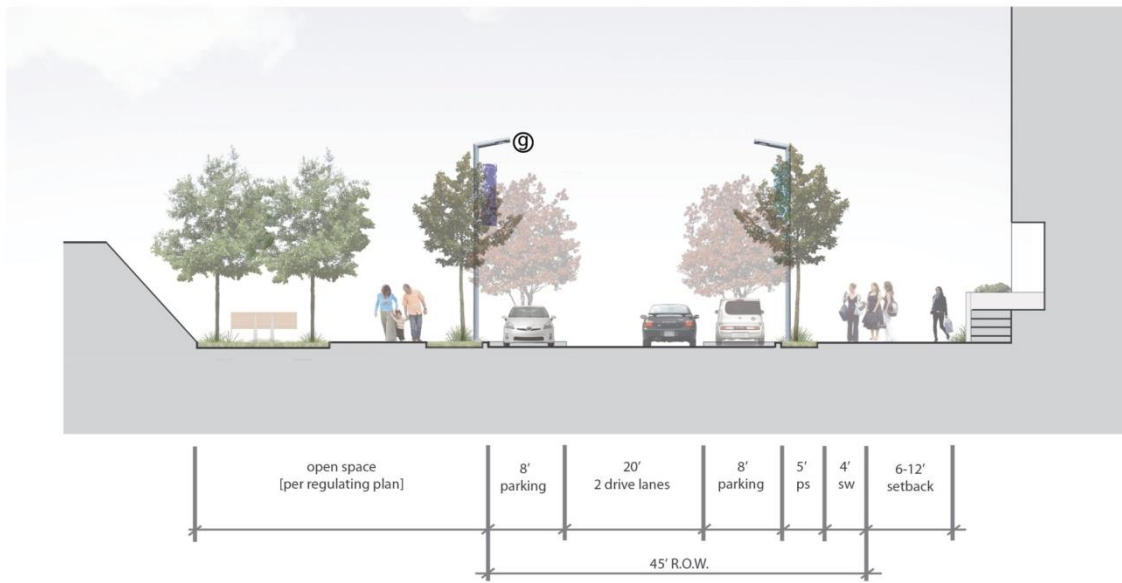 g
open space
[per regulating plan]
8'
parking
20'
2 drive lanes
8'
parking
5'
ps
4'
sw
6-12'
setback
45' R.O.W.